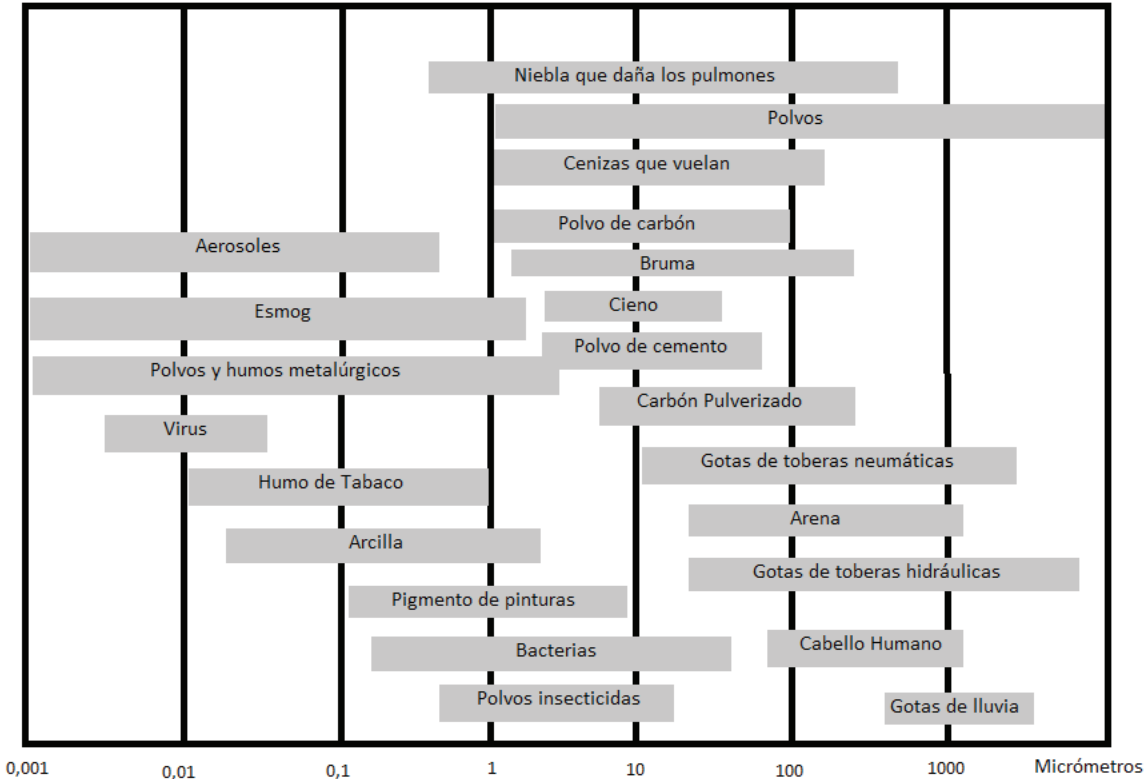 Niebla que daña los pulmones
Polvos
Cenizas que vuelan
Polvo de carbón
Aerosoles
Bruma
Cieno
Esmog
Polvo de cemento
Polvos y humos metalúrgicos
Carbón Pulverizado
Virus
Gotas de toberas neumáticas
Humo de Tabaco
Arena
Arcilla
Gotas de toberas hidráulicas
Pigmento de pinturas
Cabello Humano
Bacterias
Polvos insecticidas
Gotas de lluvia
0,001 0,01 0,1 1 10 100 1000 Micrómetros